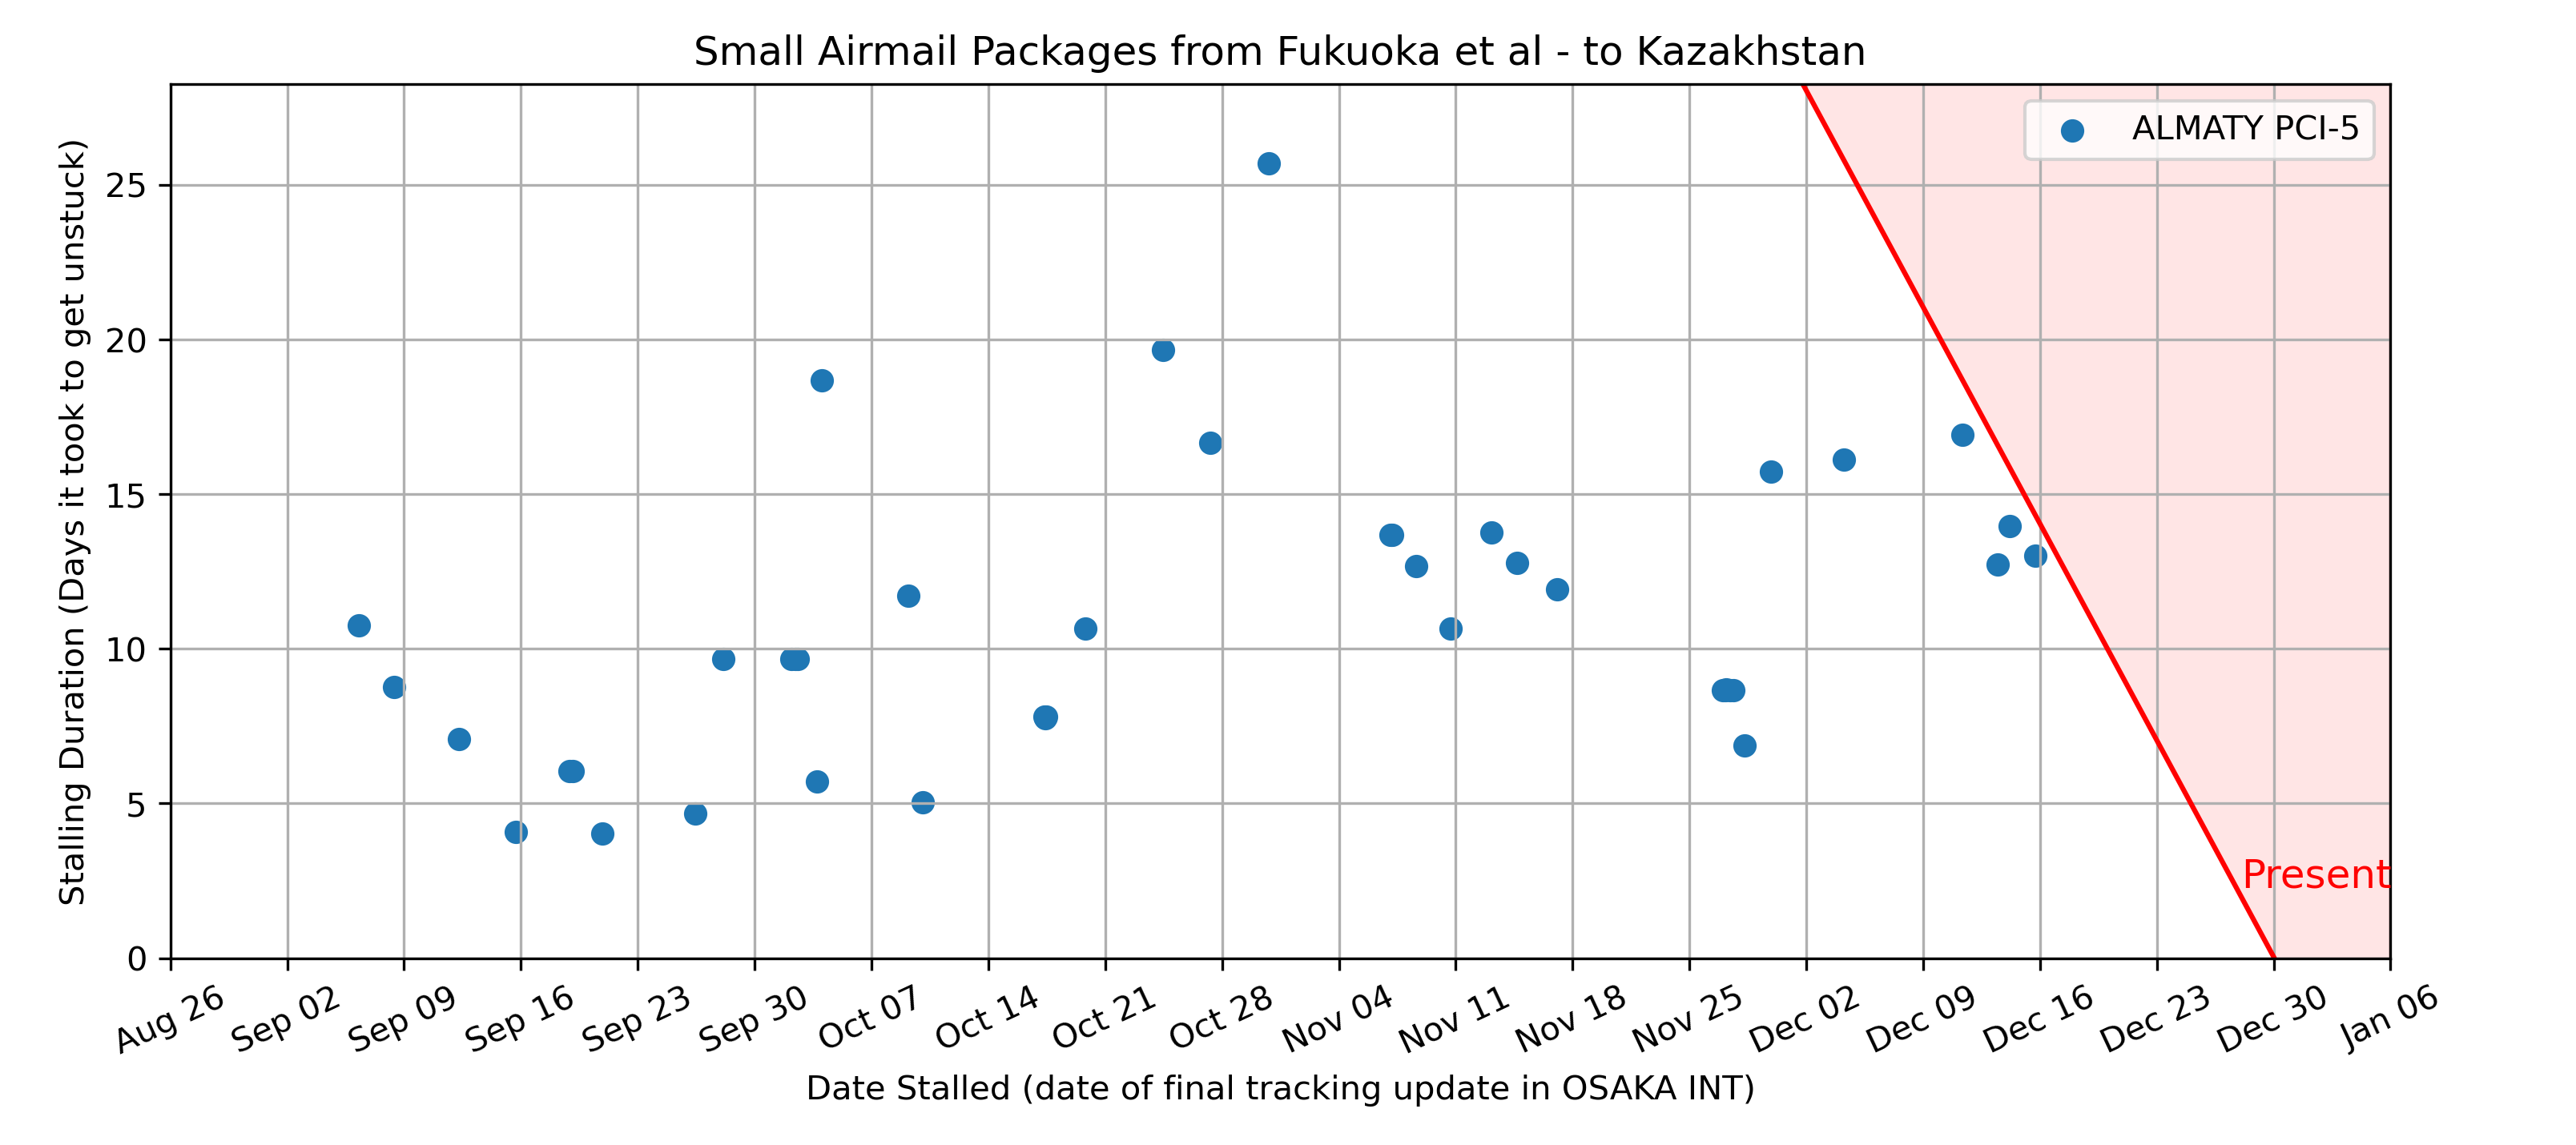 Small Airmail Packages from Fukuoka et al - to Kazakhstan
ALMATY PCI-5
Stalling Duration (Days it took to get unstuck)
25
20
15
10
5
0
Present
Aug 26
Sep 02
Sep 09
Sep 16
Sep 23
Sep 30
Oct 07
Oct 14
Oct 21
Oct 28
Nov 04
Nov 11
Nov 18
Nov 25
Dec 02
Dec 09
Dec 16
Dec 23
Dec 30
Jan 06
Date Stalled (date of final tracking update in OSAKA INT)